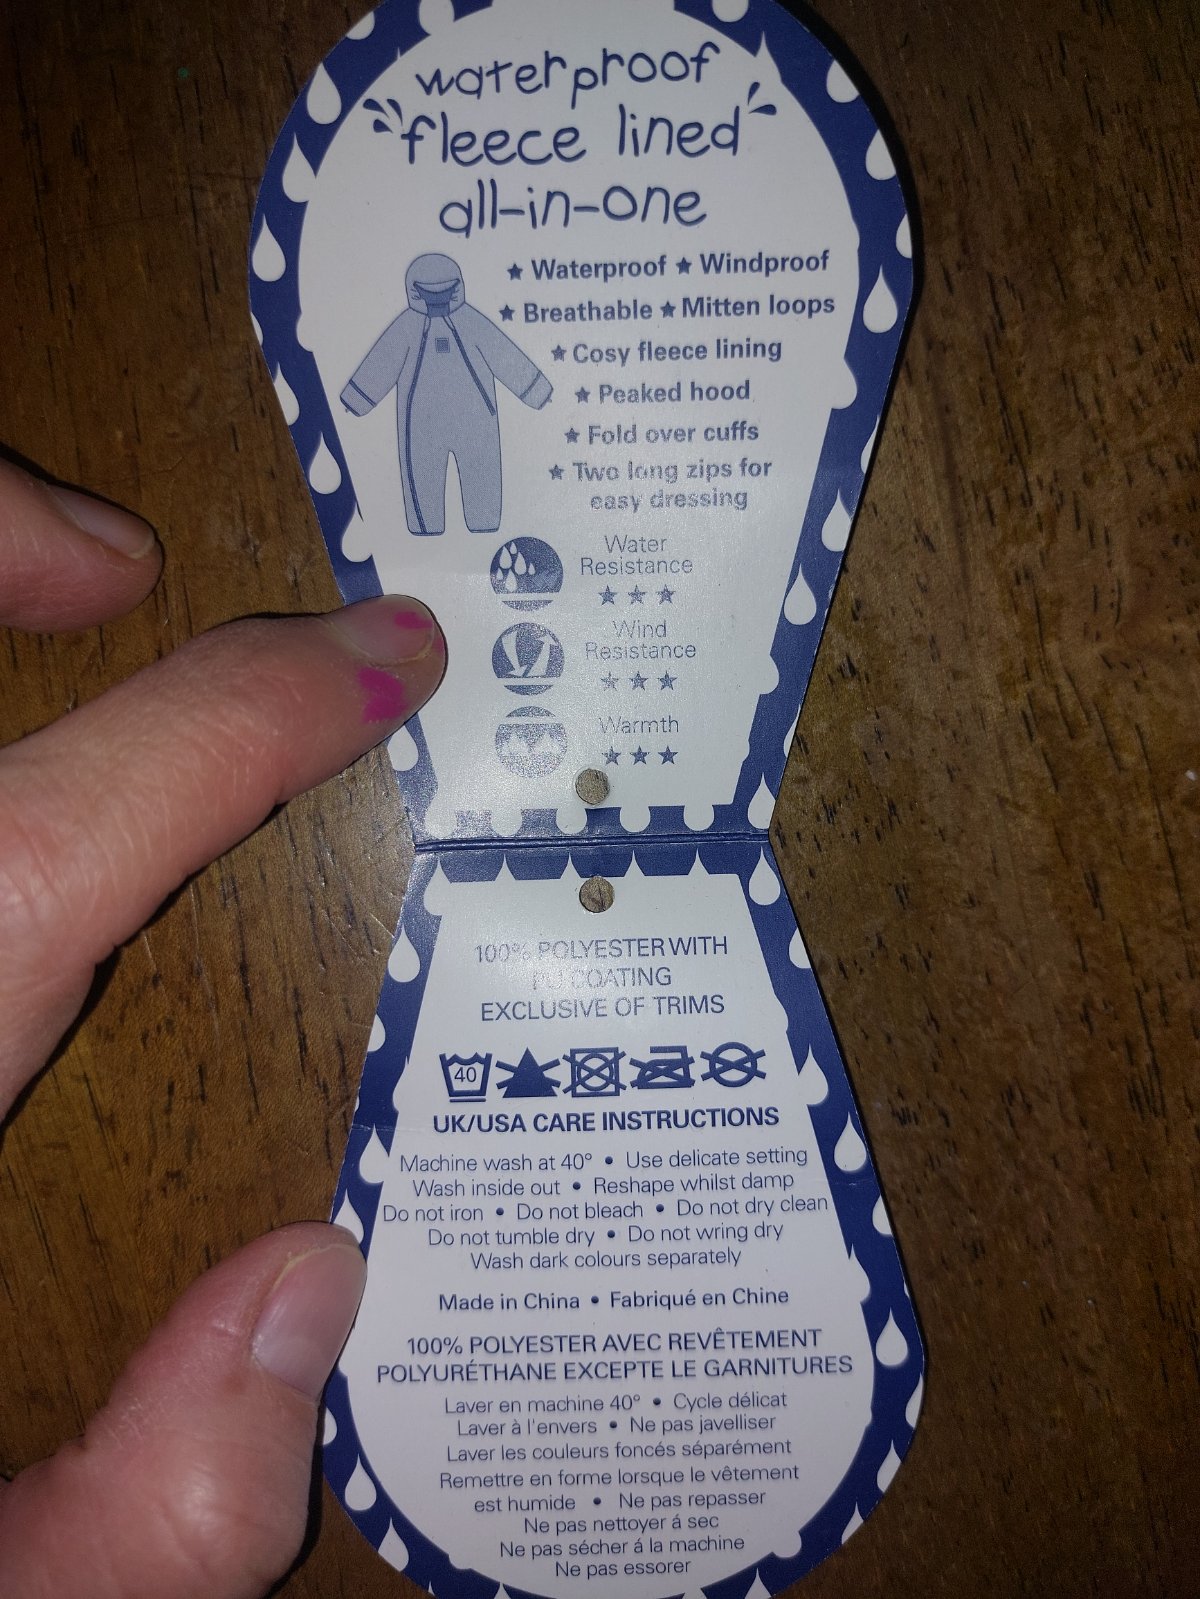 waterproof
fleece lined
all-in-one
★ Waterproof ★ Windproof
★ Breathable ★ Mitten loops
★ Cosy fleece lining
★ Peaked hood
★ Fold over cuffs
★ Two long zips for
easy dressing
Water
Resistance
★ ★ ★
Wind
Resistance
★ ★ ★
Warmth
★ ★ ★
100% POLYESTER WITH
PU COATING
EXCLUSIVE OF TRIMS
40
UK/USA CARE INSTRUCTIONS
Machine wash at 40° • Use delicate setting
Wash inside out • Reshape whilst damp
Do not iron • Do not bleach • Do not dry clean
Do not tumble dry • Do not wring dry
Wash dark colours separately
Made in China • Fabriqué en Chine
100% POLYESTER AVEC REVÊTEMENT
POLYURÉTHANE EXCEPTE LE GARNITURES
Laver en machine 40° • Cycle délicat
Laver à l'envers • Ne pas javelliser
Laver les couleurs foncés séparément
Remettre en forme lorsque le vêtement
est humide • Ne pas repasser
Ne pas nettoyer á sec
Ne pas sécher á la machine
Ne pas essorer